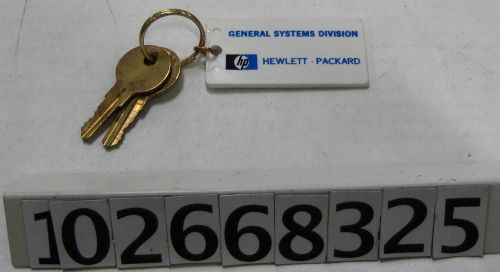 GENERAL SYSTEMS DIVISION
hp HEWLETT · PACKARD
102668325